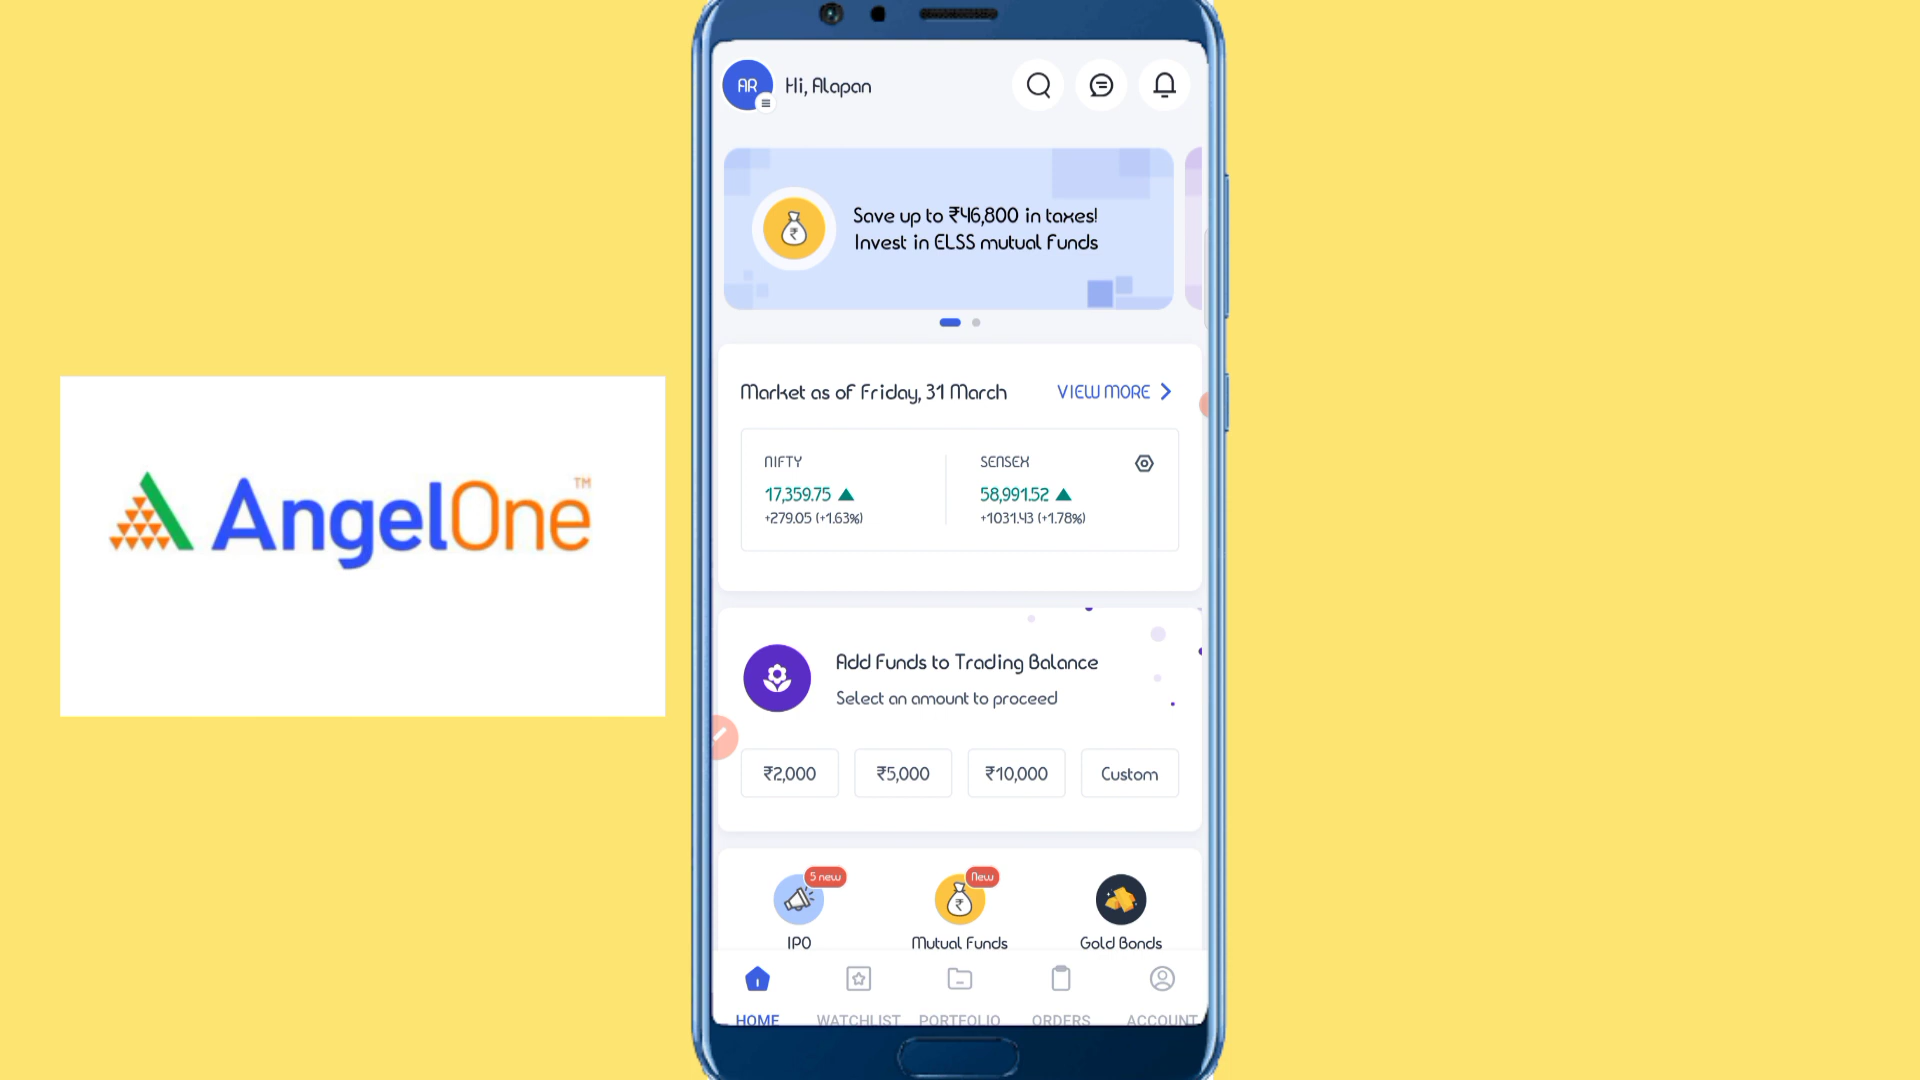 AngelOne™
AR
Hi, Alapan
Save up to ₹46,800 in taxes!
Invest in ELSS mutual Funds
Market as of Friday, 31 March
VIEW MORE
NIFTY
SENSEX
17,359.75
58,991.52
+279.05 (+1.63%)
+1031.43 (+1.78%)
Add Funds to Trading Balance
Select an amount to proceed
₹2,000
₹5,000
₹10,000
Custom
5 new
New
IPO
Mutual Funds
Gold Bonds
HOME
WATCHLIST
PORTFOLIO
ORDERS
ACCOUNT